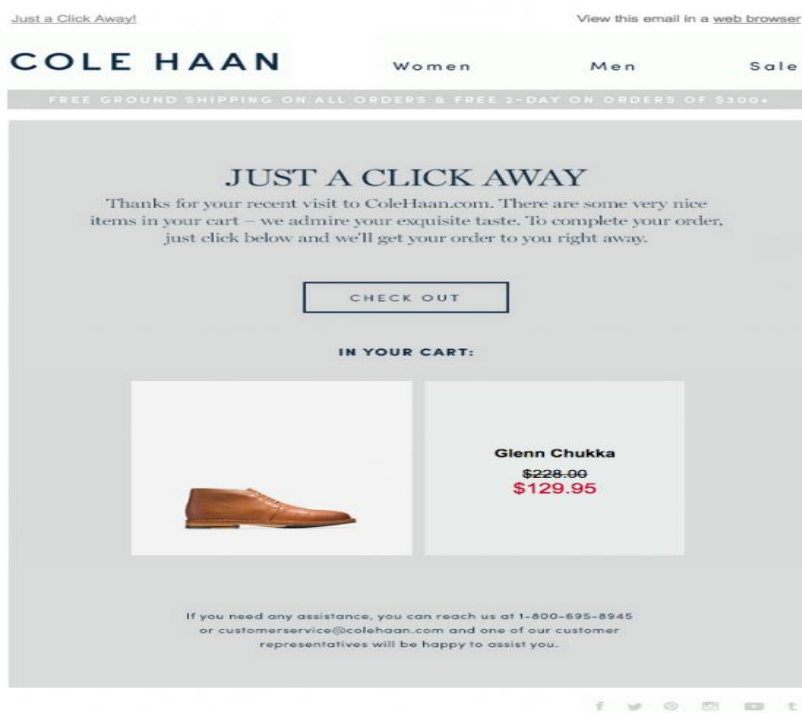 Just a Click Away!
View this email in a web browser
COLE HAAN
Women Men Sale
FREE GROUND SHIPPING ON ALL ORDERS & FREE 2-DAY ON ORDERS OF $300+
JUST A CLICK AWAY
Thanks for your recent visit to ColeHaan.com. There are some very nice
items in your cart – we admire your exquisite taste. To complete your order,
just click below and we'll get your order to you right away.
CHECK OUT
IN YOUR CART:
Glenn Chukka
$228.00
$129.95
If you need any assistance, you can reach us at 1-800-695-8945
or customerservice@colehaan.com and one of our customer
representatives will be happy to assist you.